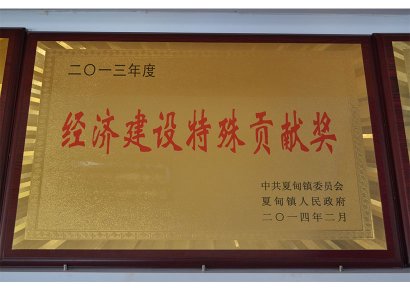 二〇一三年度
经济建设特殊贡献奖
中共夏甸镇委员会
夏甸镇人民政府
二〇一四年二月